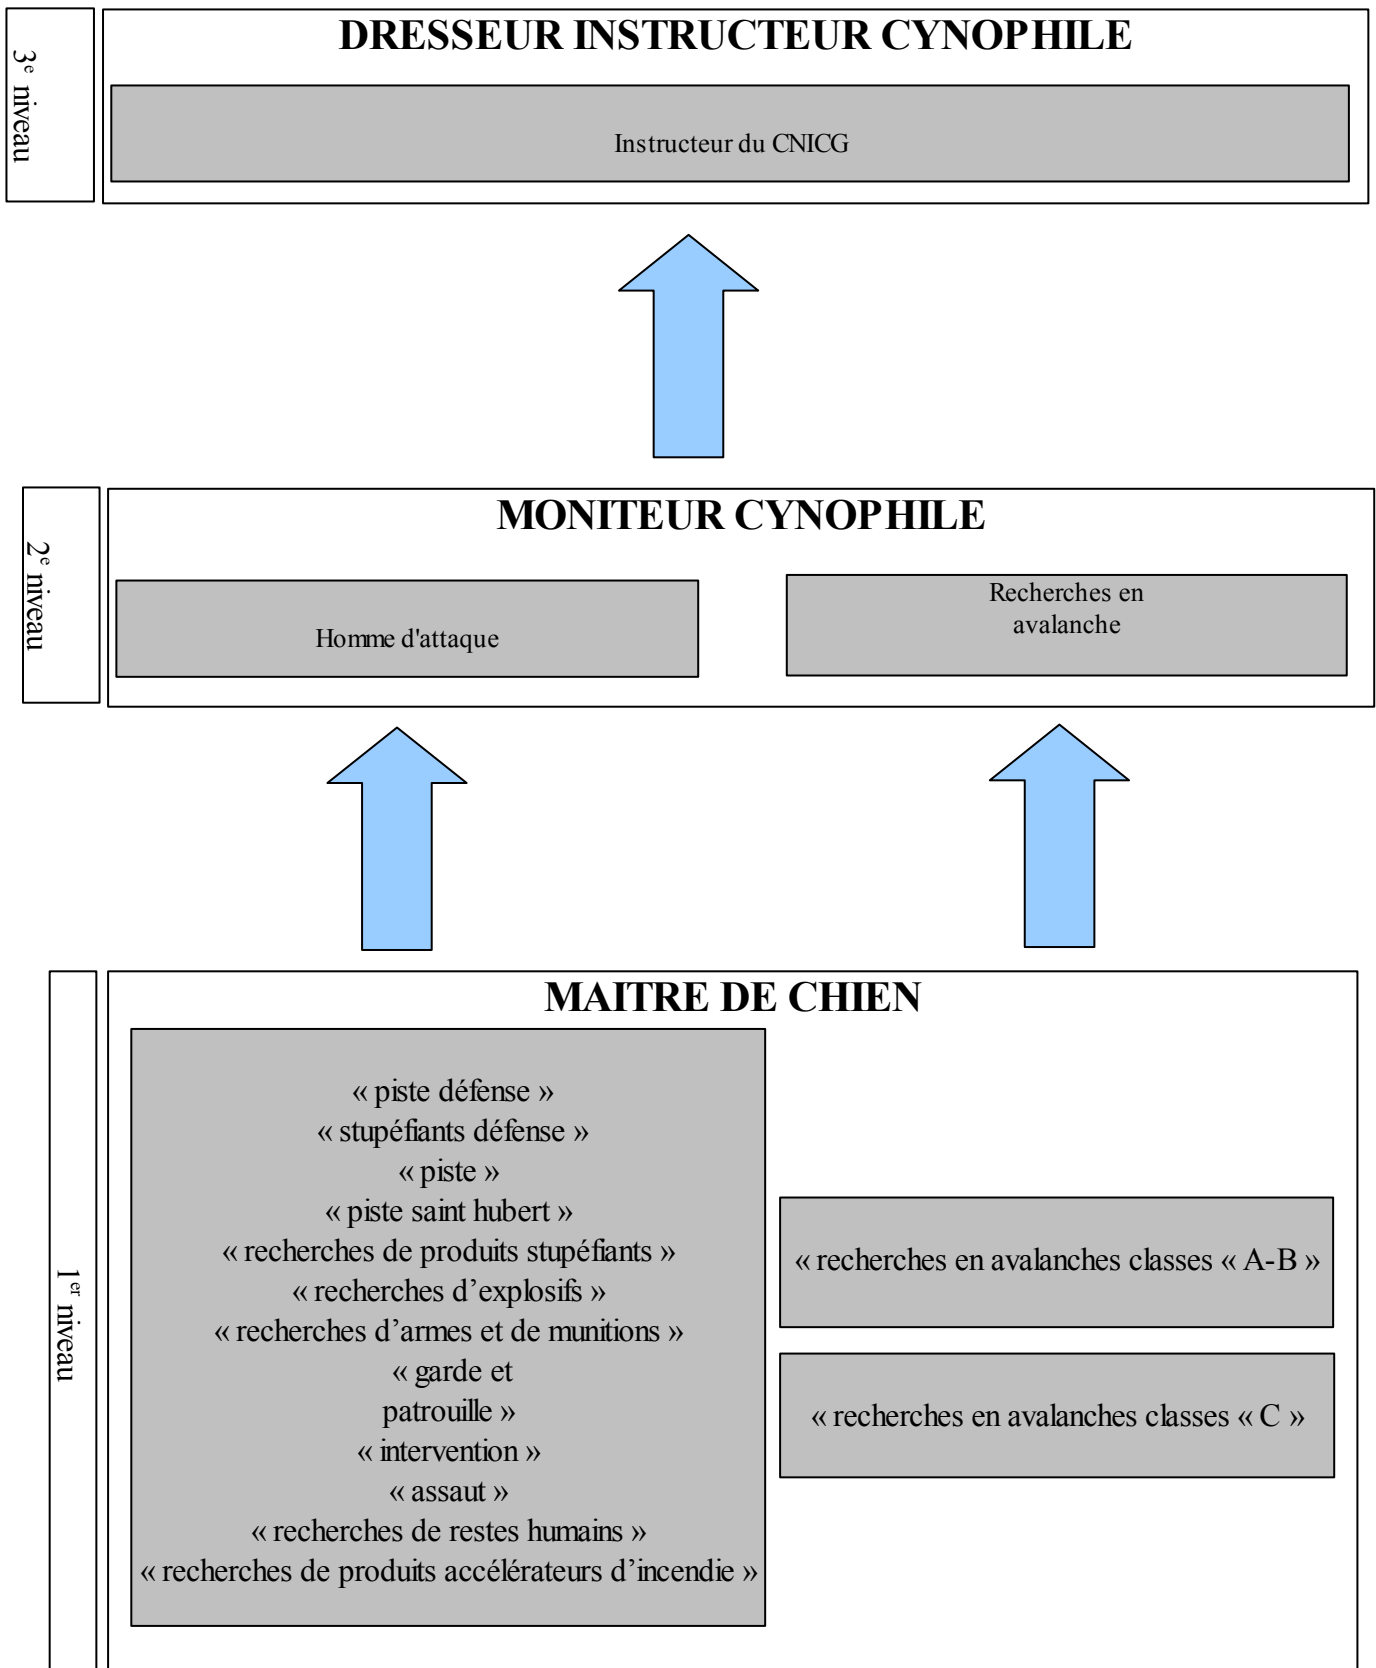 3e niveau
DRESSEUR INSTRUCTEUR CYNOPHILE
Instructeur du CNICG
2e niveau
MONITEUR CYNOPHILE
Homme d'attaque
Recherches en
avalanche
1er niveau
MAITRE DE CHIEN
« piste défense »
« stupéfiants défense »
« piste »
« piste saint hubert »
« recherches de produits stupéfiants »
« recherches d’explosifs »
« recherches d’armes et de munitions »
« garde et
patrouille »
« intervention »
« assaut »
« recherches de restes humains »
« recherches de produits accélérateurs d’incendie »
« recherches en avalanches classes « A-B »
« recherches en avalanches classes « C »